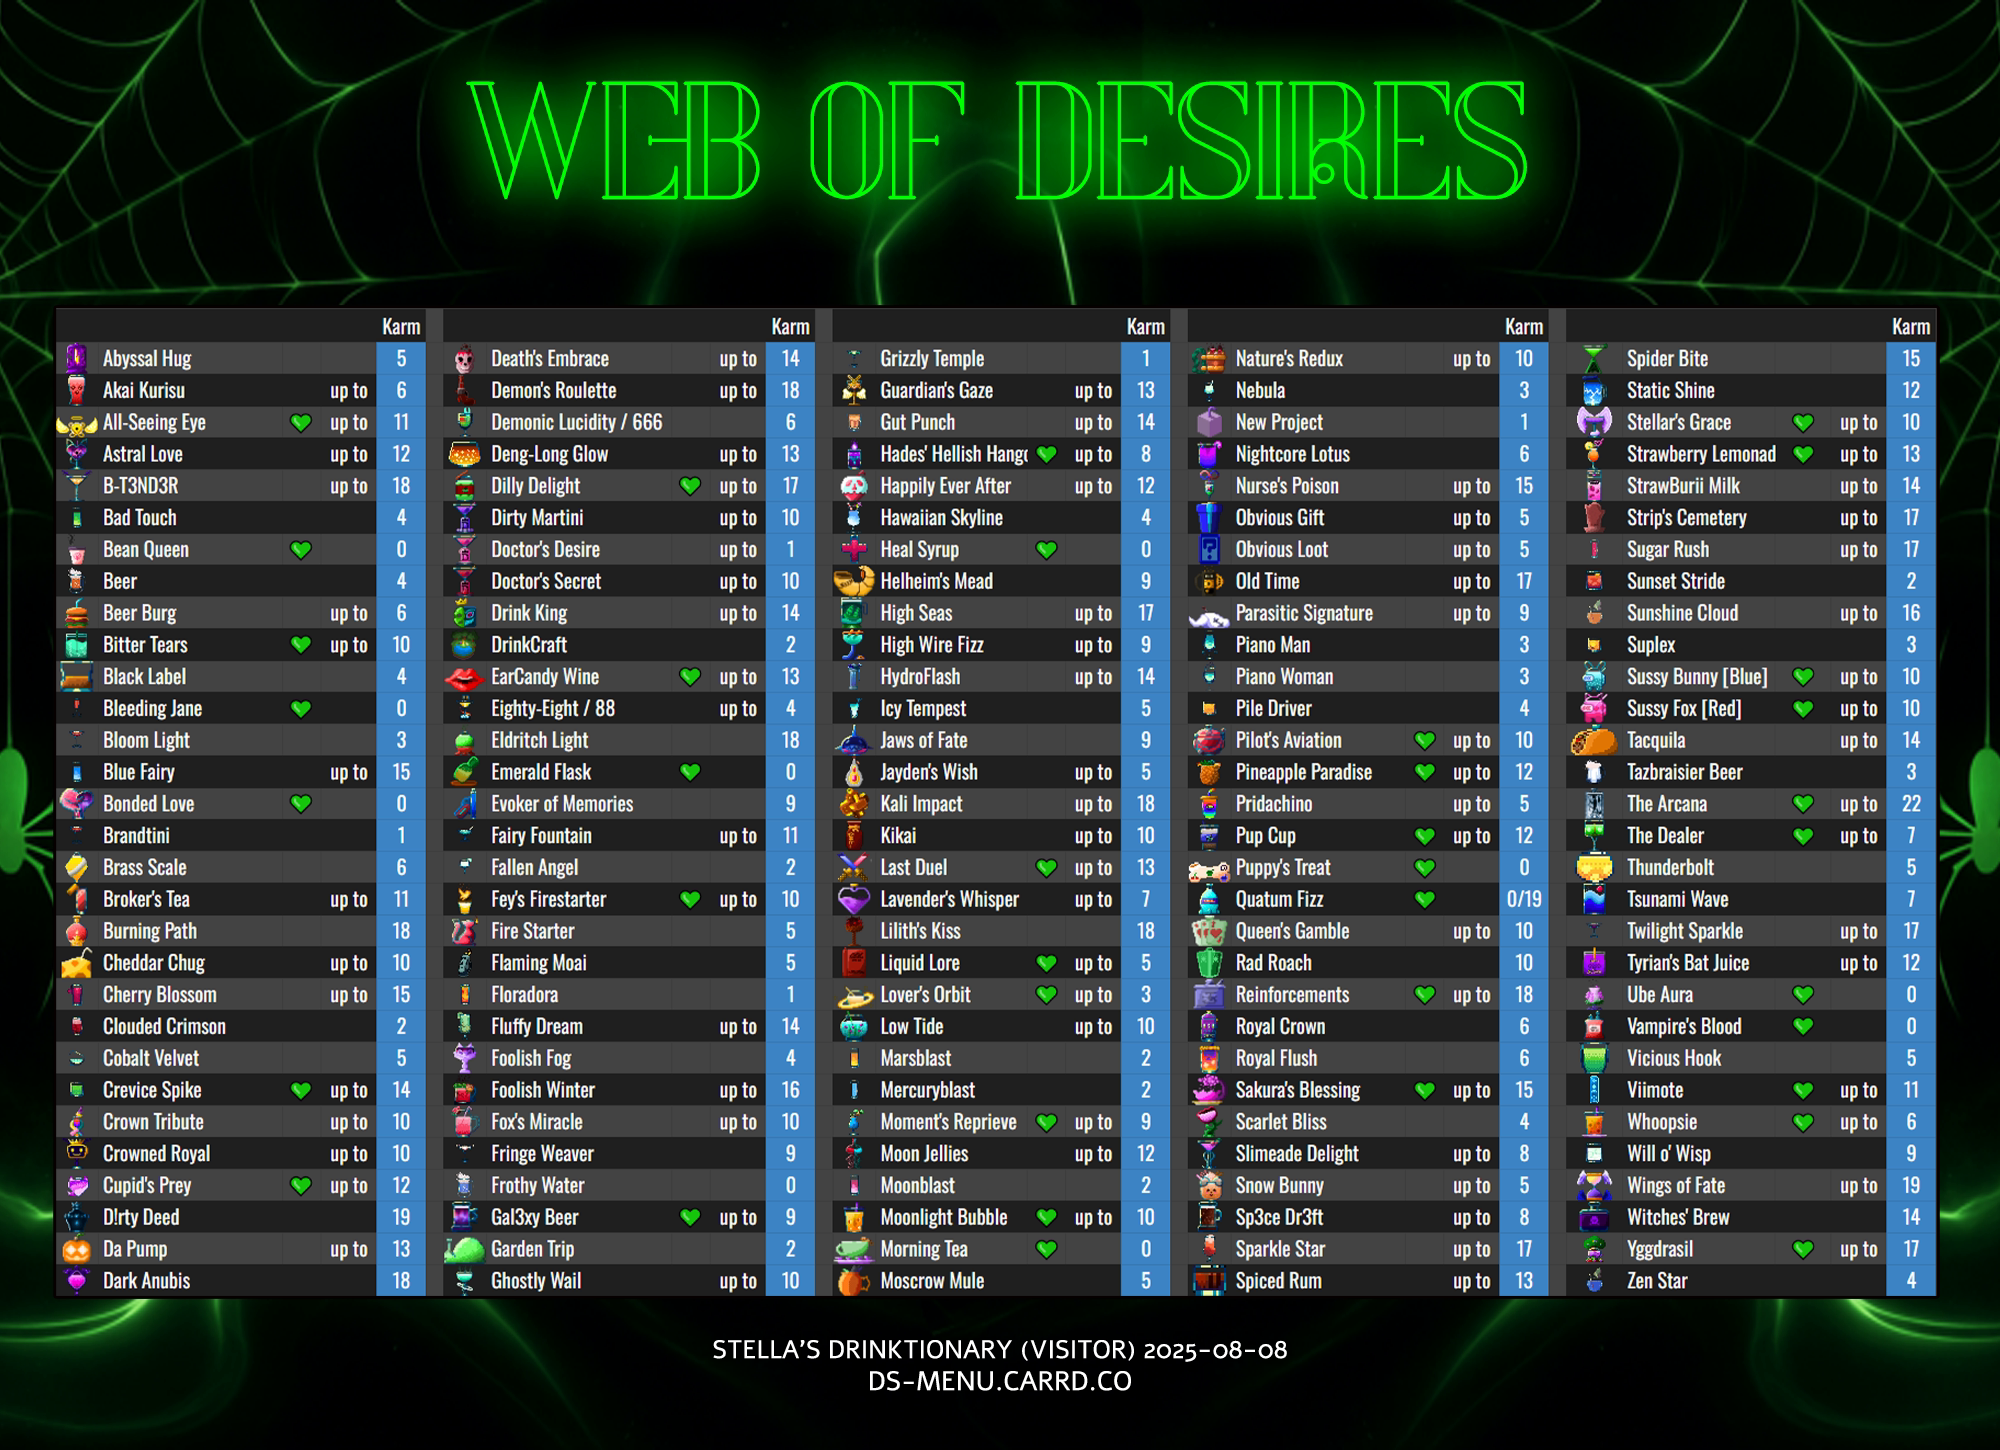 WEB OF DESIRES
Karm
Abyssal Hug 5
Akai Kurisu up to 6
All-Seeing Eye up to 11
Astral Love up to 12
B-T3ND3R up to 18
Bad Touch 4
Bean Queen 0
Beer 4
Beer Burg up to 6
Bitter Tears up to 10
Black Label 4
Bleeding Jane 0
Bloom Light 3
Blue Fairy up to 15
Bonded Love 0
Brandtini 1
Brass Scale 6
Broker's Tea up to 11
Burning Path 18
Cheddar Chug up to 10
Cherry Blossom up to 15
Clouded Crimson 2
Cobalt Velvet 5
Crevice Spike up to 14
Crown Tribute up to 10
Crowned Royal up to 10
Cupid's Prey up to 12
D!rty Deed 19
Da Pump up to 13
Dark Anubis 18
Karm
Death's Embrace up to 14
Demon's Roulette up to 18
Demonic Lucidity / 666 6
Deng-Long Glow up to 13
Dilly Delight up to 17
Dirty Martini up to 10
Doctor's Desire up to 1
Doctor's Secret up to 10
Drink King up to 14
DrinkCraft 2
EarCandy Wine up to 13
Eighty-Eight / 88 up to 4
Eldritch Light 18
Emerald Flask 0
Evoker of Memories 9
Fairy Fountain up to 11
Fallen Angel 2
Fey's Firestarter up to 10
Fire Starter 5
Flaming Moai 5
Floradora 1
Fluffy Dream up to 14
Foolish Fog 4
Foolish Winter up to 16
Fox's Miracle up to 10
Fringe Weaver 9
Frothy Water 0
Gal3xy Beer up to 9
Garden Trip 2
Ghostly Wail up to 10
Karm
Grizzly Temple 1
Guardian's Gaze up to 13
Gut Punch up to 14
Hades' Hellish Hang up to 8
Happily Ever After up to 12
Hawaiian Skyline 4
Heal Syrup 0
Helheim's Mead 9
High Seas up to 17
High Wire Fizz up to 9
HydroFlash up to 14
Icy Tempest 5
Jaws of Fate 9
Jayden's Wish up to 5
Kali Impact up to 18
Kikai up to 10
Last Duel up to 13
Lavender's Whisper up to 7
Lilith's Kiss 18
Liquid Lore up to 5
Lover's Orbit up to 3
Low Tide up to 10
Marsblast 2
Mercuryblast 2
Moment's Reprieve up to 9
Moon Jellies up to 12
Moonblast 2
Moonlight Bubble up to 10
Morning Tea 0
Moscrow Mule 5
Karm
Nature's Redux up to 10
Nebula 3
New Project 1
Nightcore Lotus 6
Nurse's Poison up to 15
Obvious Gift up to 5
Obvious Loot up to 5
Old Time up to 17
Parasitic Signature up to 9
Piano Man 3
Piano Woman 3
Pile Driver 4
Pilot's Aviation up to 10
Pineapple Paradise up to 12
Pridachino up to 5
Pup Cup up to 12
Puppy's Treat 0
Quatum Fizz 0/19
Queen's Gamble up to 10
Rad Roach 10
Reinforcements up to 18
Royal Crown 6
Royal Flush 6
Sakura's Blessing up to 15
Scarlet Bliss 4
Slimeade Delight up to 8
Snow Bunny up to 5
Sp3ce Dr3ft up to 8
Sparkle Star up to 17
Spiced Rum up to 13
Karm
Spider Bite 15
Static Shine 12
Stellar's Grace up to 10
Strawberry Lemonad up to 13
StrawBurii Milk up to 14
Strip's Cemetery up to 17
Sugar Rush up to 17
Sunset Stride 2
Sunshine Cloud up to 16
Suplex 3
Sussy Bunny [Blue] up to 10
Sussy Fox [Red] up to 10
Tacquila up to 14
Tazbraisier Beer 3
The Arcana up to 22
The Dealer up to 7
Thunderbolt 5
Tsunami Wave 7
Twilight Sparkle up to 17
Tyrian's Bat Juice up to 12
Ube Aura 0
Vampire's Blood 0
Vicious Hook 5
Viimote up to 11
Whoopsie up to 6
Will o' Wisp 9
Wings of Fate up to 19
Witches' Brew 14
Yggdrasil up to 17
Zen Star 4
STELLA'S DRINKTIONARY (VISITOR) 2025-08-08
DS-MENU.CARRD.CO